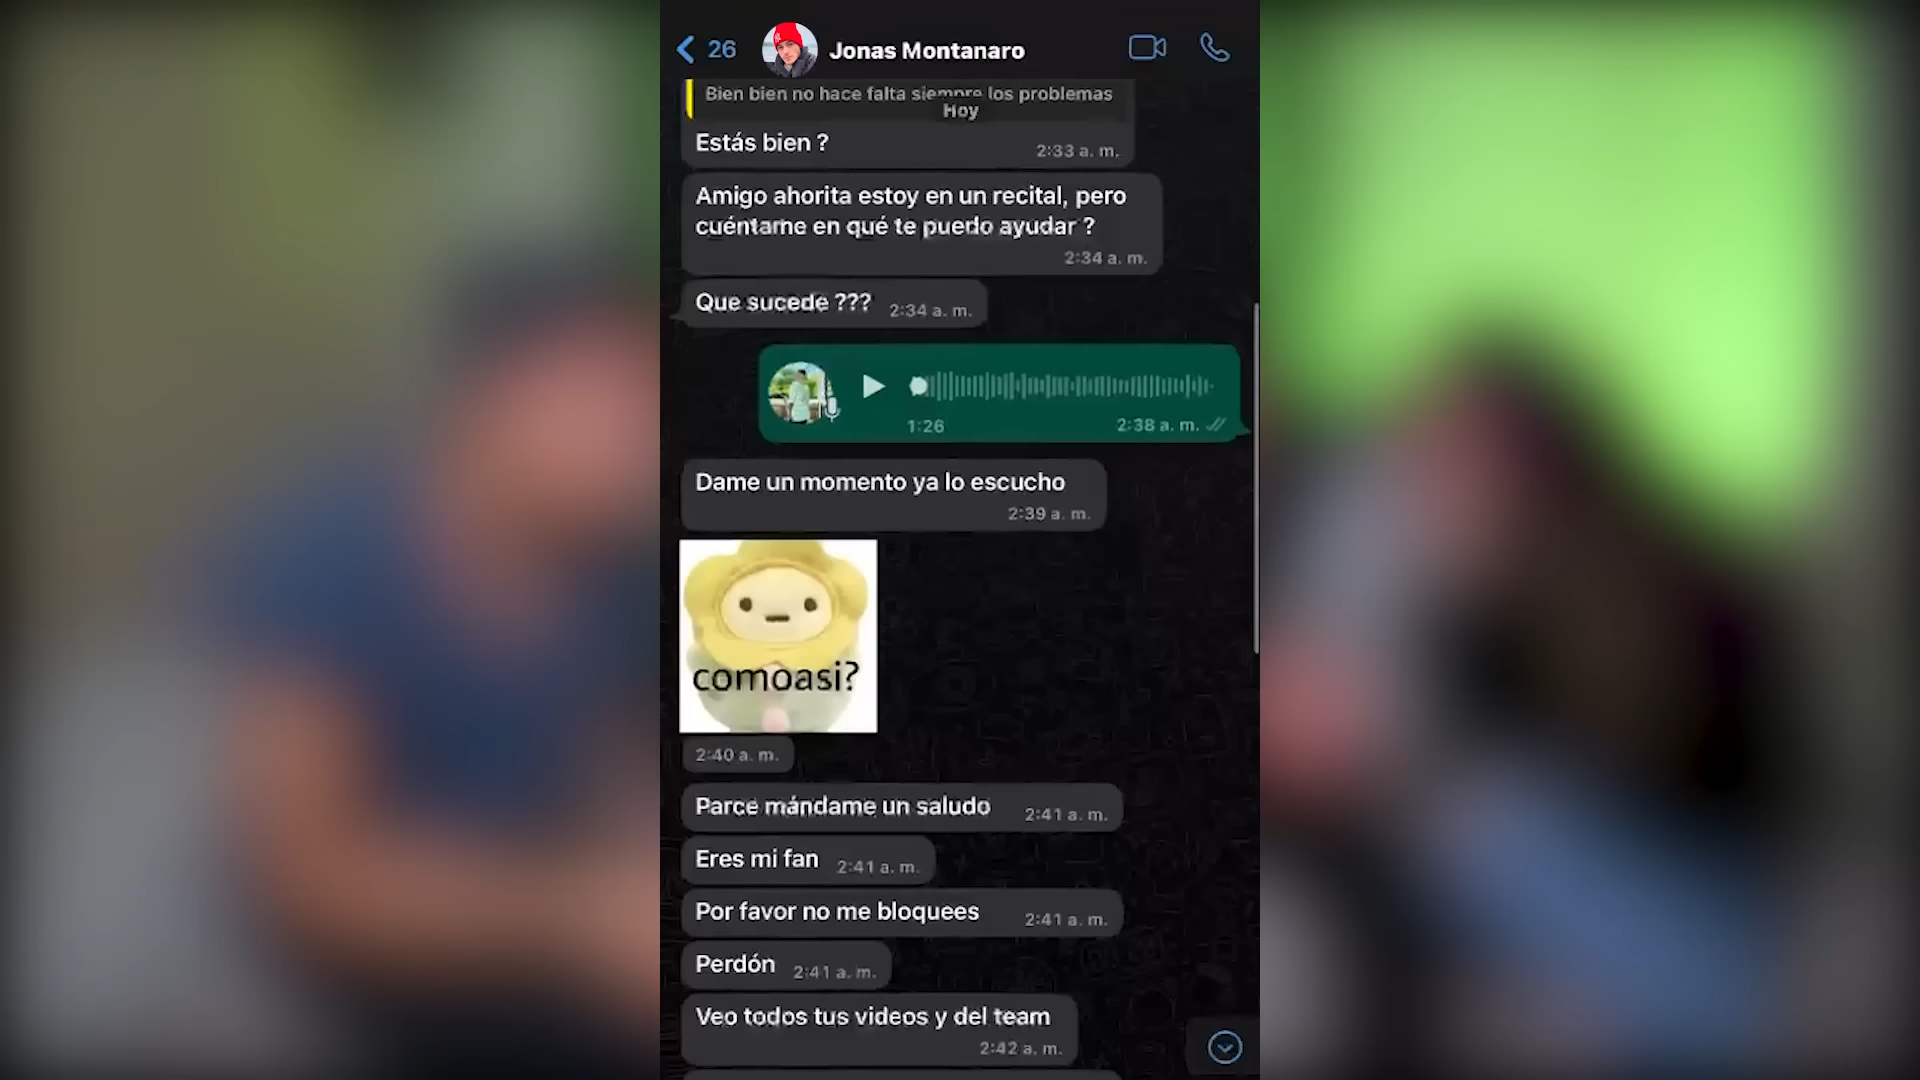 26
Jonas Montanaro
Bien bien no hace falta siempre los problemas
Hoy
Estás bien ?
2:33 a. m.
Amigo ahorita estoy en un recital, pero
cuéntame en qué te puedo ayudar ?
2:34 a. m.
Que sucede ???
2:34 a. m.
1:26
2:38 a. m.
Dame un momento ya lo escucho
2:39 a. m.
comoasi?
2:40 a. m.
Parce mándame un saludo
2:41 a. m.
Eres mi fan
2:41 a. m.
Por favor no me bloquees
2:41 a. m.
Perdón
2:41 a. m.
Veo todos tus videos y del team
2:42 a. m.